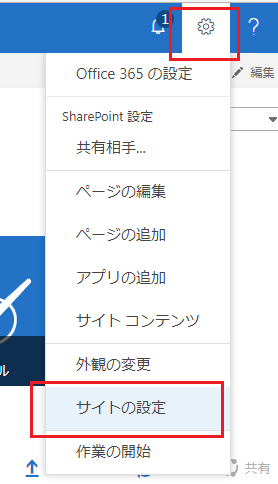 1
?
Office 365 の設定
編集
SharePoint 設定
共有相手...
ページの編集
ページの追加
アプリの追加
サイト コンテンツ
ル
外観の変更
サイトの設定
作業の開始
共有